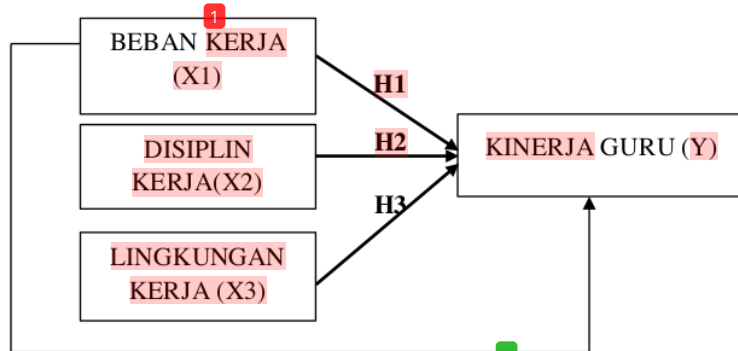 1
BEBAN KERJA
(X1)
H1
DISIPLIN
KERJA(X2)
H2
KINERJA GURU (Y)
H3
LINGKUNGAN
KERJA (X3)